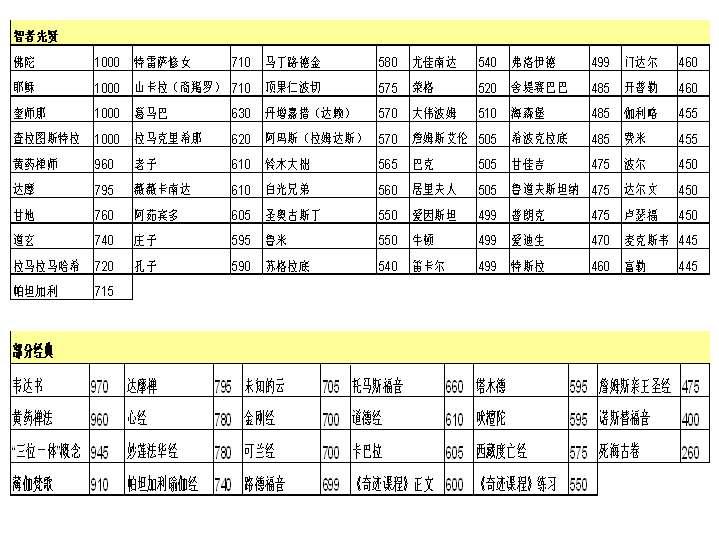 智者先贤
佛陀 1000 特雷萨修女 710 马丁路德金 580 尤佳南达 540 弗洛伊德 499 门达尔 460
耶稣 1000 山卡拉（商羯罗） 710 顶果仁波切 575 荣格 520 舍堤赛巴巴 485 开普勒 460
奎师那 1000 葛马巴 630 丹增嘉措（达赖） 570 大伟波姆 510 海森堡 485 伽利略 455
查拉图斯特拉 1000 拉马克里希那 620 阿玛斯（拉姆达斯） 570 詹姆斯艾伦 505 希波克拉底 485 费米 455
黄药禅师 960 老子 610 铃木大拙 565 巴克 505 甘佳吉 475 波尔 450
达摩 795 薇薇卡南达 610 白光兄弟 560 居里夫人 505 鲁道夫斯坦纳 475 达尔文 450
甘地 760 阿茹宾多 605 圣奥古斯丁 550 爱因斯坦 499 普朗克 475 卢瑟福 450
道玄 740 庄子 595 鲁米 550 牛顿 499 爱迪生 470 麦克斯韦 445
拉马拉马哈希 720 孔子 590 苏格拉底 540 笛卡尔 499 特斯拉 460 富勒 445
帕坦加利 715
部分经典
韦达书 970 达摩禅 795 未知的云 705 托马斯福音 660 塔木德 595 詹姆斯亲王圣经 475
黄药禅法 960 心经 780 金刚经 700 道德经 610 吠檀陀 595 诺斯替福音 400
“三位一体”概念 945 妙莲法华经 780 可兰经 700 卡巴拉 605 西藏度亡经 575 死海古卷 260
薄伽梵歌 910 帕坦加利瑜伽经 740 路德福音 699 《奇迹课程》正文 600 《奇迹课程》练习 550